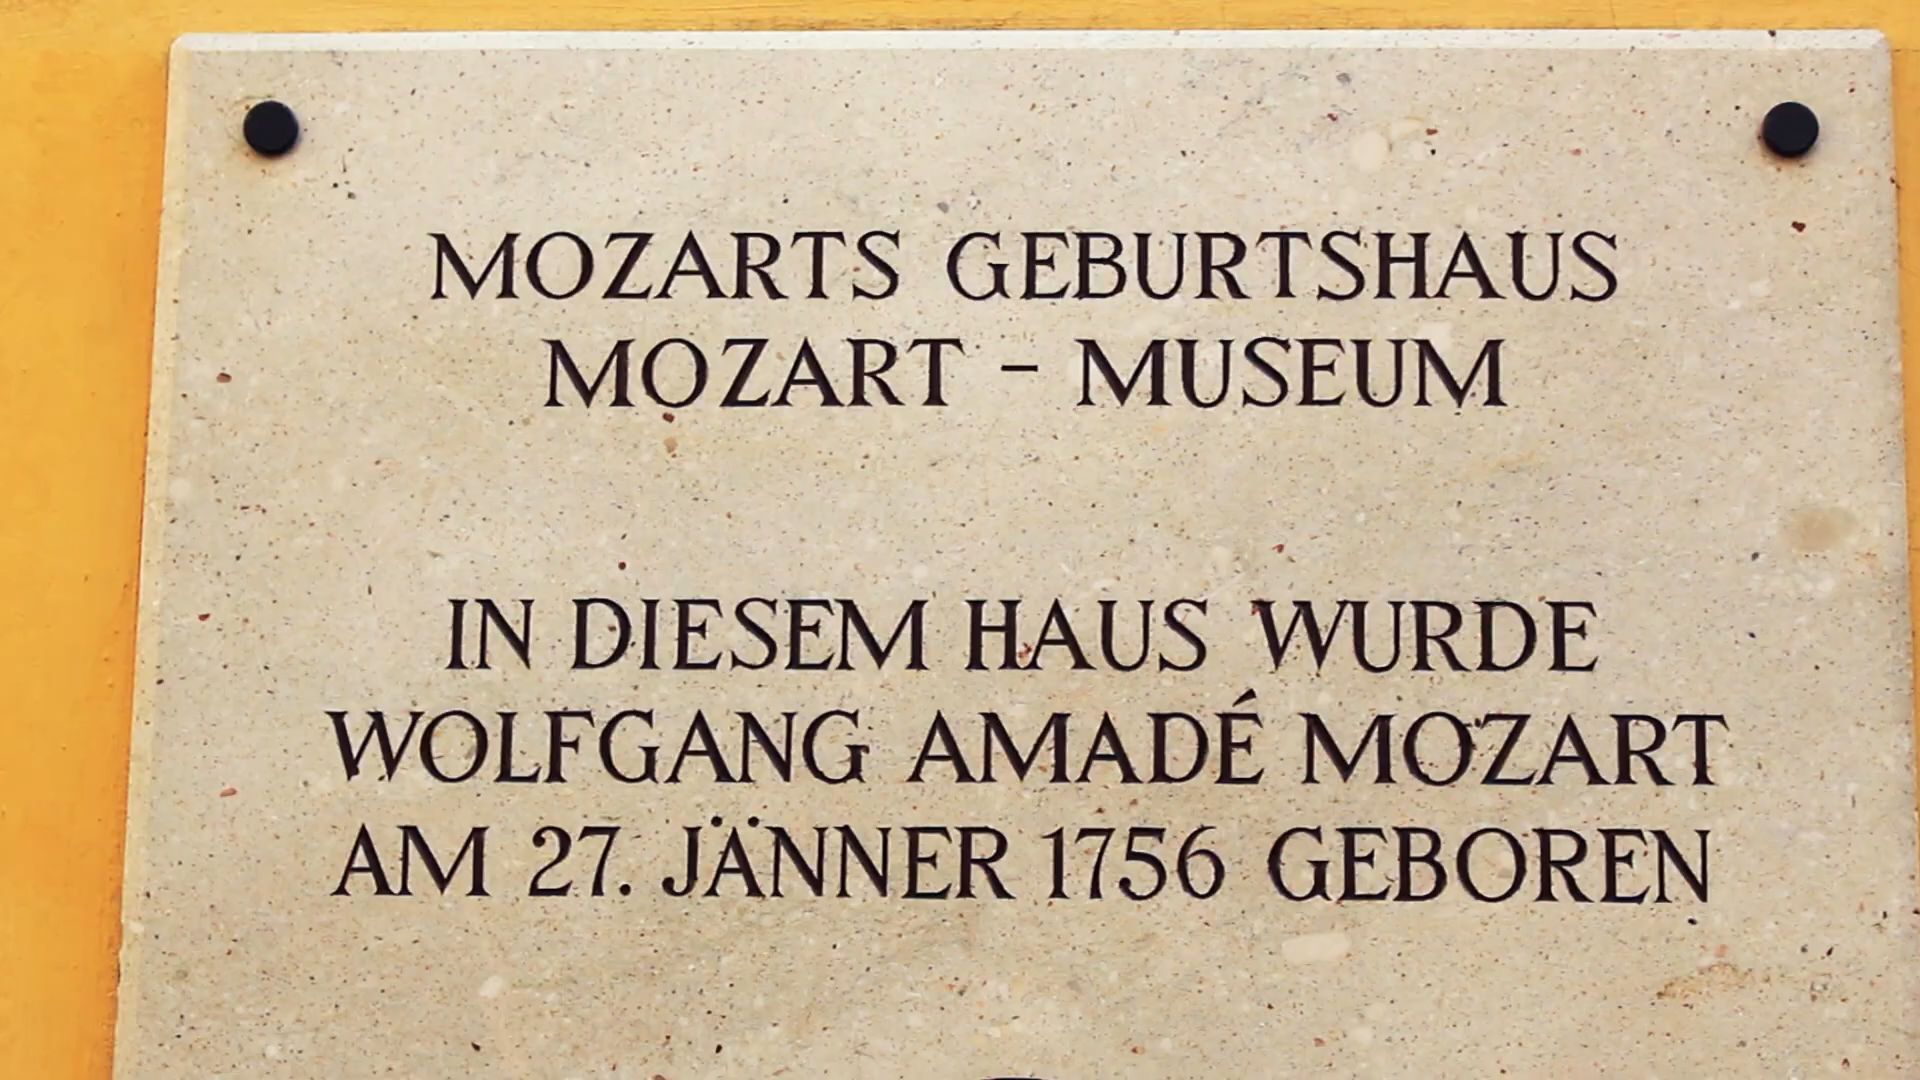 MOZARTS GEBURTSHAUS
MOZART - MUSEUM
IN DIESEM HAUS WURDE
WOLFGANG AMADÉ MOZART
AM 27. JÄNNER 1756 GEBOREN